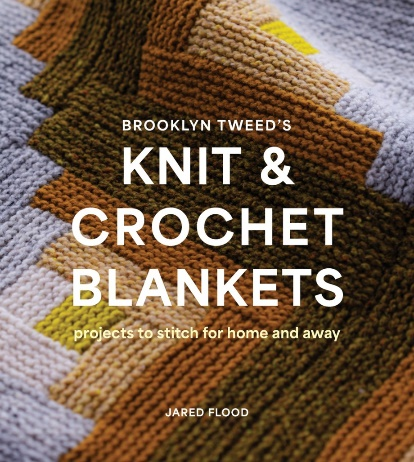 BROOKLYN TWEED'S
KNIT &
CROCHET
BLANKETS
projects to stitch for home and away
JARED FLOOD